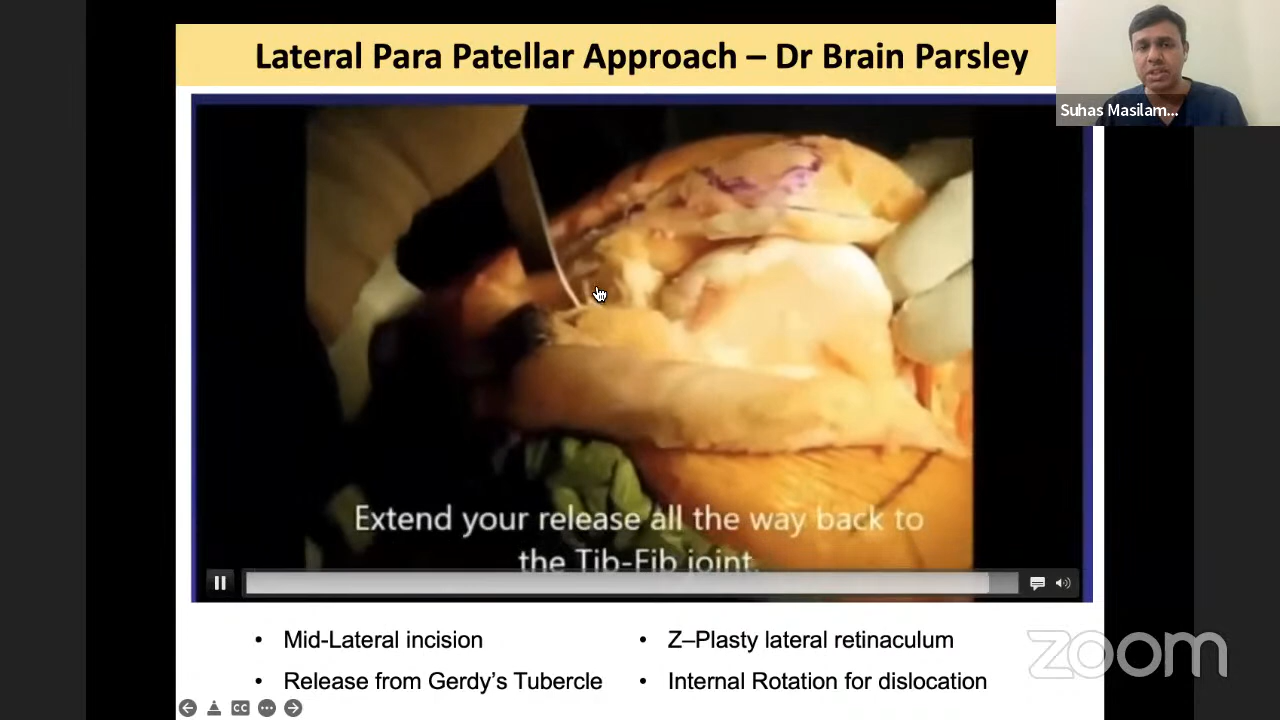 Lateral Para Patellar Approach – Dr Brain Parsley
Suhas Masilam...
Extend your release all the way back to
the Tib-Fib joint.
• Mid-Lateral incision
• Release from Gerdy's Tubercle
• Z–Plasty lateral retinaculum
• Internal Rotation for dislocation
zoom
CC